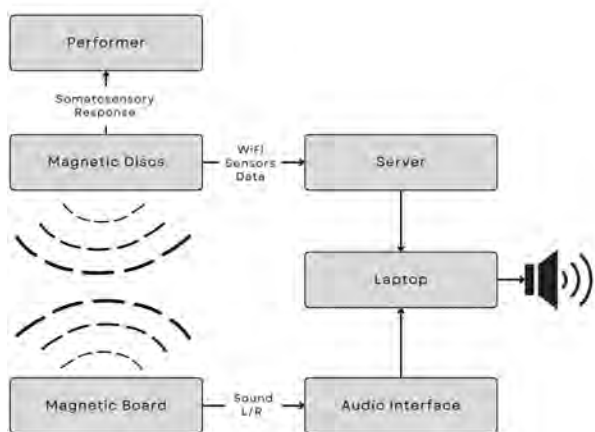 Performer
Somatosensory
Response
Magnetic Discs
WiFi
Sensors
Data
Server
Laptop
Magnetic Board
Sound
L/R
Audio Interface